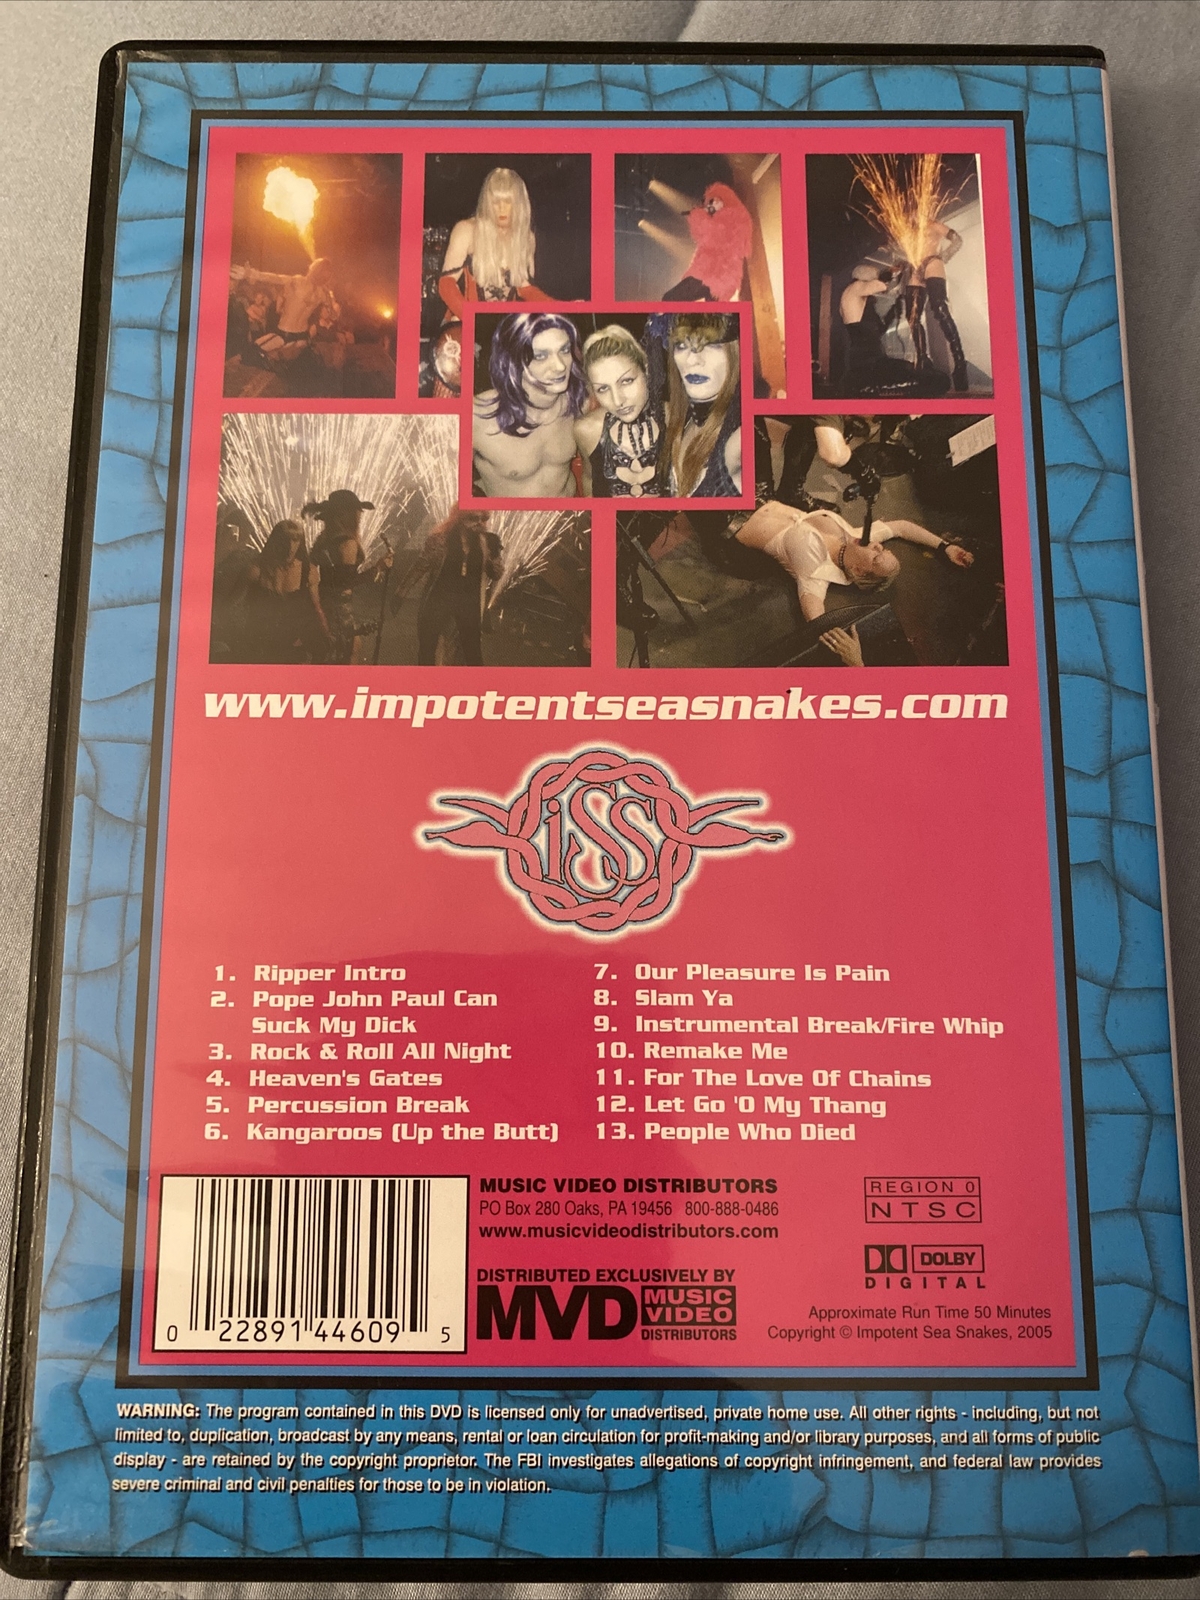 www.impotentseasnakes.com
iSS
1. Ripper Intro
2. Pope John Paul Can
Suck My Dick
3. Rock & Roll All Night
4. Heaven's Gates
5. Percussion Break
6. Kangaroos (Up the Butt)
7. Our Pleasure Is Pain
8. Slam Ya
9. Instrumental Break/Fire Whip
10. Remake Me
11. For The Love Of Chains
12. Let Go 'O My Thang
13. People Who Died
0 22891 44609 5
MUSIC VIDEO DISTRIBUTORS
PO Box 280 Oaks, PA 19456 800-888-0486
www.musicvideodistributors.com
DISTRIBUTED EXCLUSIVELY BY
MVD MUSIC
VIDEO
DISTRIBUTORS
REGION 0
NTSC
DOLBY
DIGITAL
Approximate Run Time 50 Minutes
Copyright © Impotent Sea Snakes, 2005
WARNING: The program contained in this DVD is licensed only for unadvertised, private home use. All other rights - including, but not
limited to, duplication, broadcast by any means, rental or loan circulation for profit-making and/or library purposes, and all forms of public
display - are retained by the copyright proprietor. The FBI investigates allegations of copyright infringement, and federal law provides
severe criminal and civil penalties for those to be in violation.